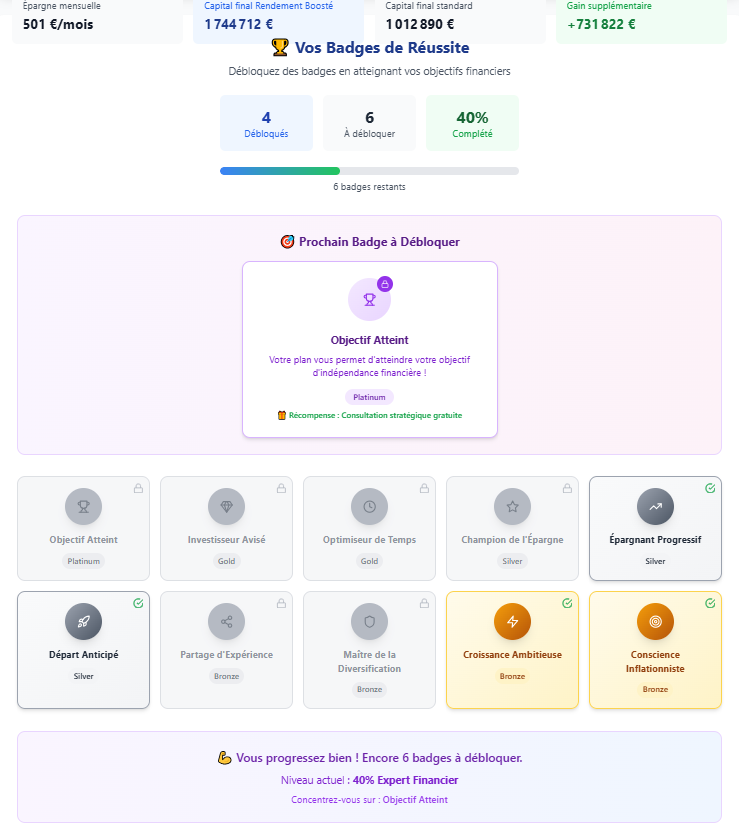 Épargne mensuelle
501 €/mois
Capital final Rendement Boosté
1 744 712 €
Capital final standard
1 012 890 €
Gain supplémentaire
+731 822 €
🏆 Vos Badges de Réussite
Débloquez des badges en atteignant vos objectifs financiers
4
Débloqués
6
À débloquer
40%
Complété
6 badges restants
🎯 Prochain Badge à Débloquer
Objectif Atteint
Votre plan vous permet d'atteindre votre objectif
d'indépendance financière !
Platinum
🎁 Récompense : Consultation stratégique gratuite
Objectif Atteint
Platinum
Investisseur Avisé
Gold
Optimiseur de Temps
Gold
Champion de l'Épargne
Silver
Épargnant Progressif
Silver
Départ Anticipé
Silver
Partage d'Expérience
Bronze
Maître de la
Diversification
Bronze
Croissance Ambitieuse
Bronze
Conscience
Inflationniste
Bronze
💪 Vous progressez bien ! Encore 6 badges à débloquer.
Niveau actuel : 40% Expert Financier
Concentrez-vous sur : Objectif Atteint